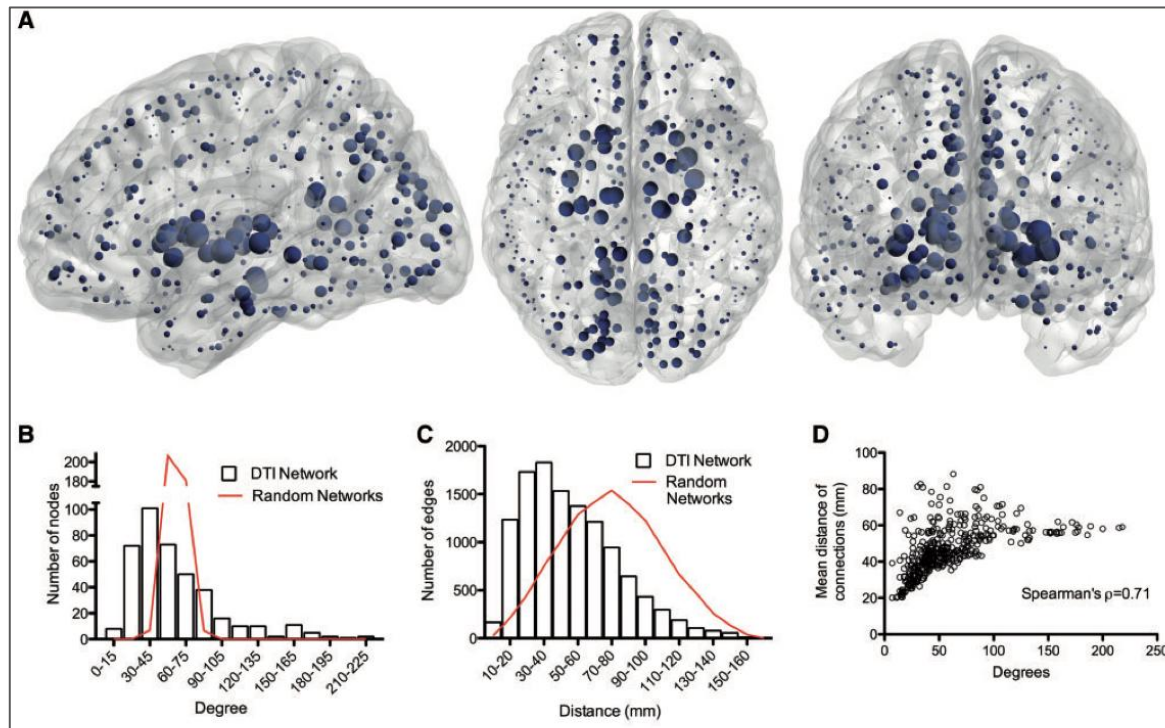 A
B
DTI Network
Random Networks
Number of nodes
200
180
100
80
60
40
20
0
0-15
30-45
60-75
90-105
120-135
150-165
180-195
210-225
Degree
C
DTI Network
Random
Networks
Number of edges
2000
1500
1000
500
0
10-20
30-40
50-60
70-80
90-100
110-120
130-140
150-160
Distance (mm)
D
Mean distance of
connections (mm)
100
80
60
40
20
0
Spearman's ρ=0.71
0
50
100
150
200
250
Degrees